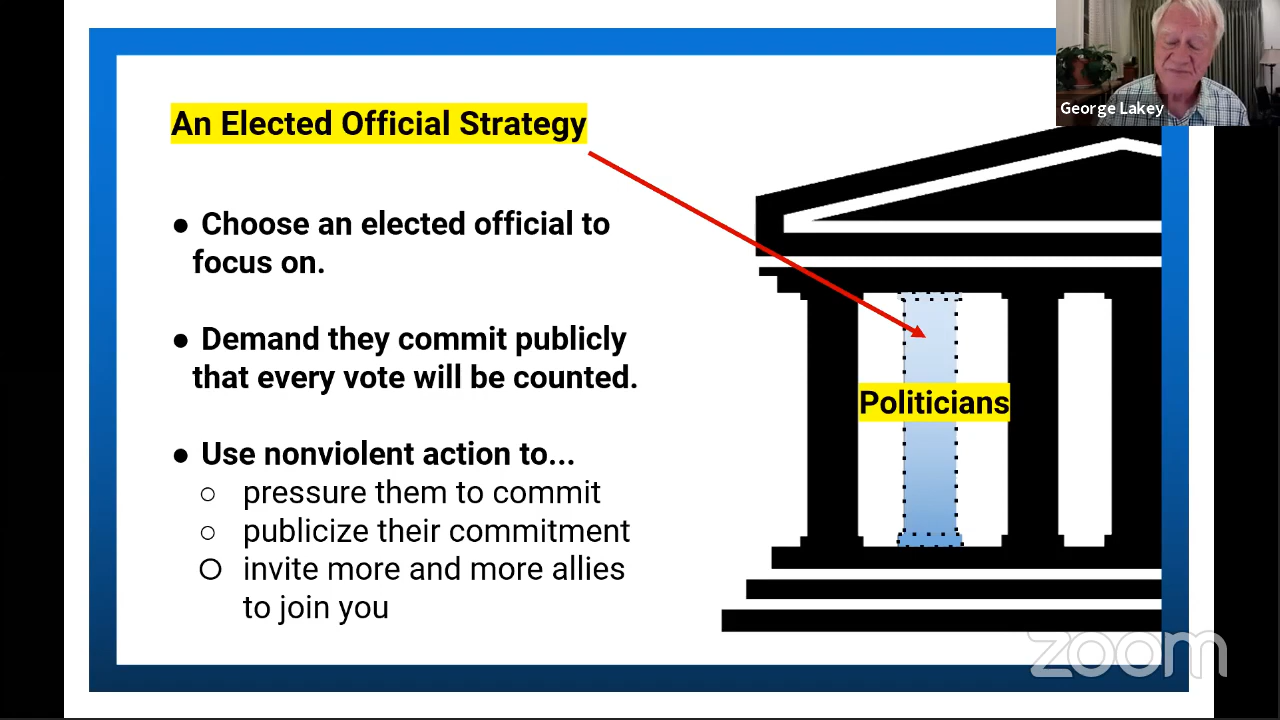 An Elected Official Strategy
George Lakey
● Choose an elected official to
focus on.
● Demand they commit publicly
that every vote will be counted.
Politicians
● Use nonviolent action to...
○ pressure them to commit
○ publicize their commitment
○ invite more and more allies
to join you
zoom